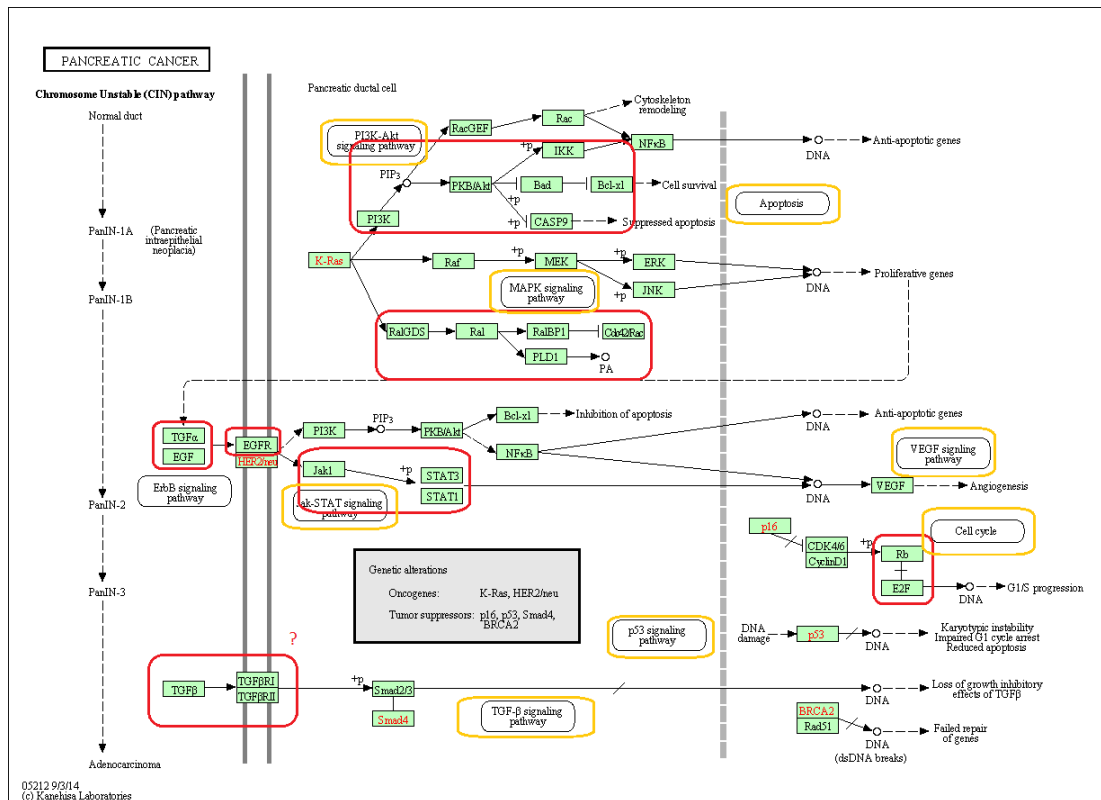 PANCREATIC CANCER
Chromosome Unstable (CIN) pathway
Normal duct
PanIN-1A
(Pancreatic
intraepithelial
neoplacia)
PanIN-1B
PanIN-2
PanIN-3
Adenocarcinoma
Pancreatic ductal cell
PI3K-Akt
signaling pathway
RacGEF
Rac
Cytoskeleton
remodeling
NFκB
DNA
Anti-apoptotic genes
+p
IKK
PIP3
PKB/Akt
Bad
Bcl-xl
Cell survival
+p
+p
CASP9
Suppressed apoptosis
PI3K
Apoptosis
K-Ras
Raf
+p
MEK
+p
ERK
+p
JNK
DNA
Proliferative genes
MAPK signaling
pathway
RalGDS
Ral
RalBP1
Cdc42/Rac
PLD1
PA
TGFα
EGF
EGFR
HER2/neu
ErbB signaling
pathway
PI3K
PIP3
PKB/Akt
Bcl-xl
Inhibition of apoptosis
NFκB
DNA
Anti-apoptotic genes
VEGF signling
pathway
Jak1
+p
STAT3
STAT1
Jak-STAT signaling
pathway
DNA
VEGF
Angiogenesis
p16
CDK4/6
CyclinD1
+p
Rb
E2F
Cell cycle
DNA
G1/S progression
Genetic alterations
Oncogenes: K-Ras, HER2/neu
Tumor suppressors: p16, p53, Smad4,
BRCA2
p53 signaling
pathway
DNA
damage
p53
DNA
Karyotypic instability
Impaired G1 cycle arrest
Reduced apoptosis
?
TGFβ
TGFβRI
TGFβRII
+p
Smad2/3
Smad4
TGF-β signaling
pathway
DNA
Loss of growth inhibitory
effects of TGFβ
BRCA2
Rad51
DNA
(dsDNA breaks)
Failed repair
of genes
05212 9/3/14
(c) Kanehisa Laboratories